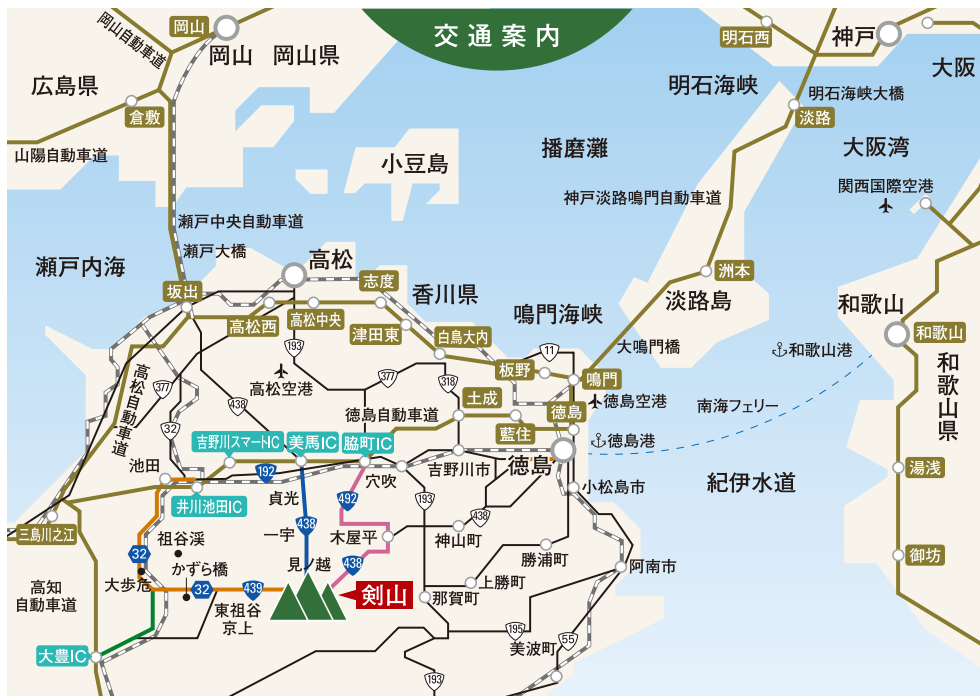 交通案内
岡山
岡山自動車道
岡山
岡山県
広島県
倉敷
山陽自動車道
明石西
神戸
大阪
明石海峡
明石海峡大橋
淡路
大阪湾
播磨灘
小豆島
関西国際空港
神戸淡路鳴門自動車道
瀬戸中央自動車道
瀬戸大橋
瀬戸内海
高松
坂出
志度
香川県
洲本
淡路島
和歌山
和歌山
和歌山県
高松西
高松中央
津田東
白鳥大内
鳴門海峡
大鳴門橋
和歌山港
193
11
板野
鳴門
高松空港
377
377
318
高松自動車道
32
438
徳島自動車道
土成
藍住
徳島
徳島空港
南海フェリー
吉野川スマートIC
美馬IC
脇町IC
徳島港
池田
192
吉野川市
徳島
井川池田IC
貞光
穴吹
小松島市
紀伊水道
湯浅
492
193
438
一宇
438
木屋平
神山町
三島川之江
祖谷渓
32
かずら橋
大歩危
見ノ越
438
勝浦町
上勝町
阿南市
御坊
高知
自動車道
32
439
東祖谷
京上
剣山
那賀町
195
美波町
55
大豊IC
193